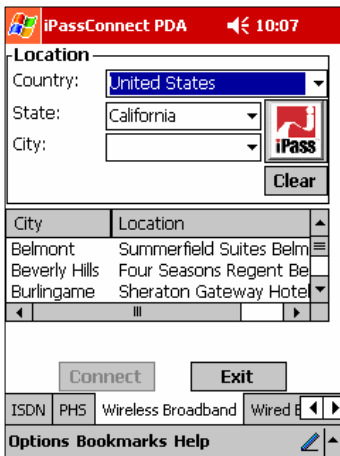 iPassConnect PDA 10:07
Location
Country: United States
State: California
City:
iPass
Clear
City Location
Belmont Summerfield Suites Belm
Beverly Hills Four Seasons Regent Be
Burlingame Sheraton Gateway Hotel
Connect Exit
ISDN PHS Wireless Broadband Wired
Options Bookmarks Help